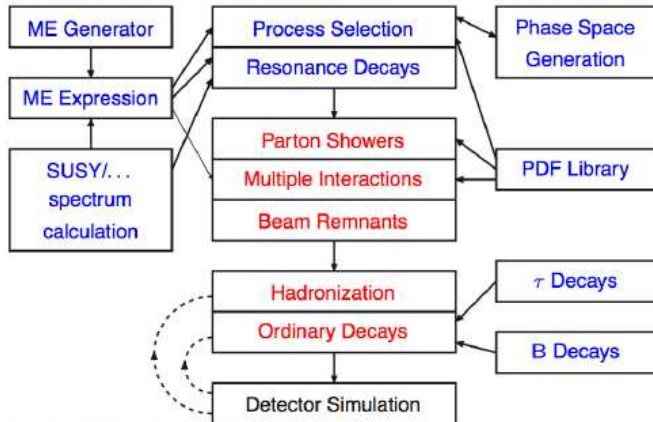 ME Generator
Process Selection
Phase Space
Generation
ME Expression
Resonance Decays
SUSY/...
spectrum
calculation
Parton Showers
Multiple Interactions
Beam Remnants
PDF Library
Hadronization
Ordinary Decays
τ Decays
B Decays
Detector Simulation